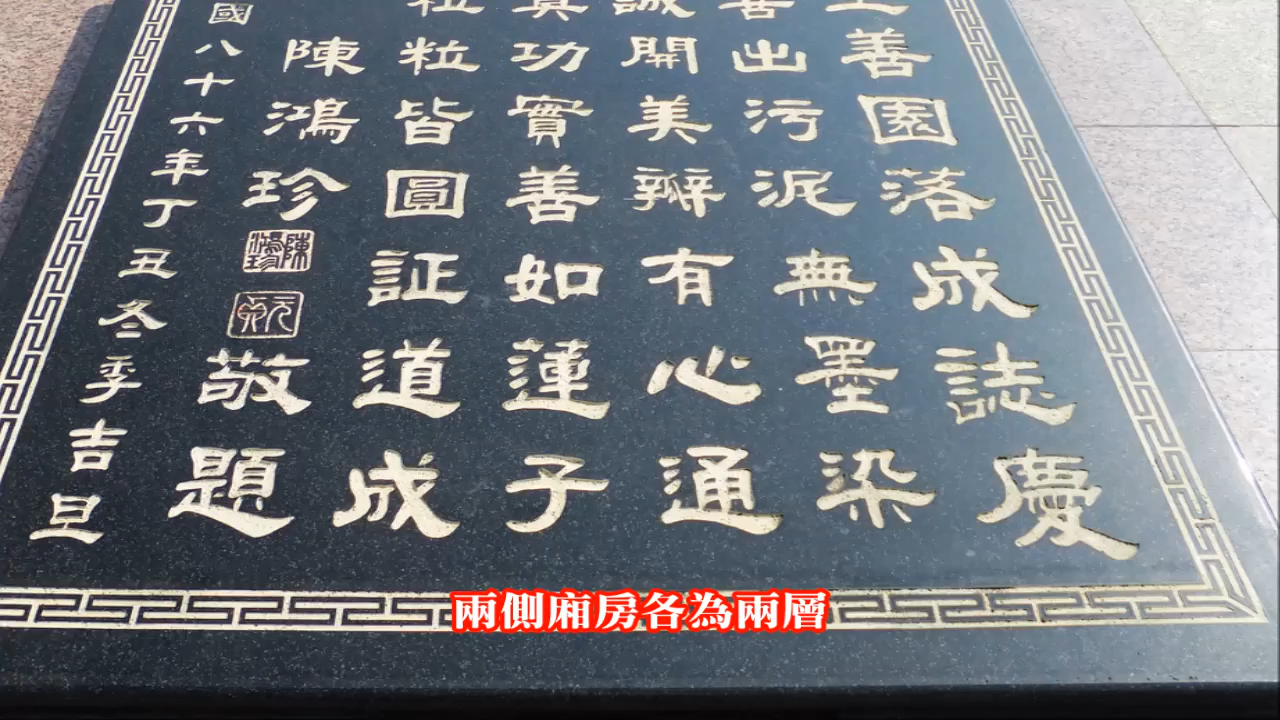 善園落成誌慶
出污泥無墨染
誠開美瓣有心通
真功實善如蓮子
粒粒皆圓証道成
陳鴻珍敬題
國八十六年丁丑冬季吉旦
兩側廂房各為兩層